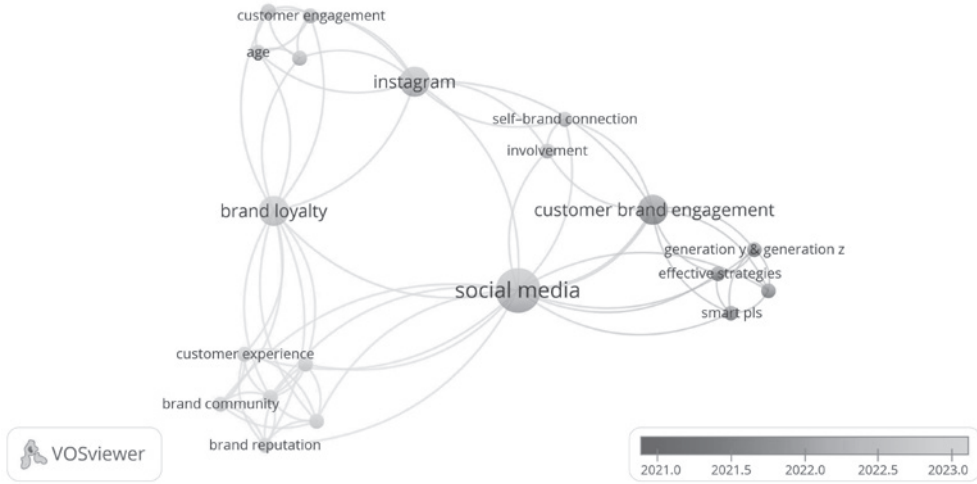 customer engagement
age
instagram
self–brand connection
involvement
brand loyalty
customer brand engagement
generation y & generation z
effective strategies
social media
smart pls
customer experience
brand community
brand reputation
VOSviewer
2021.0 2021.5 2022.0 2022.5 2023.0